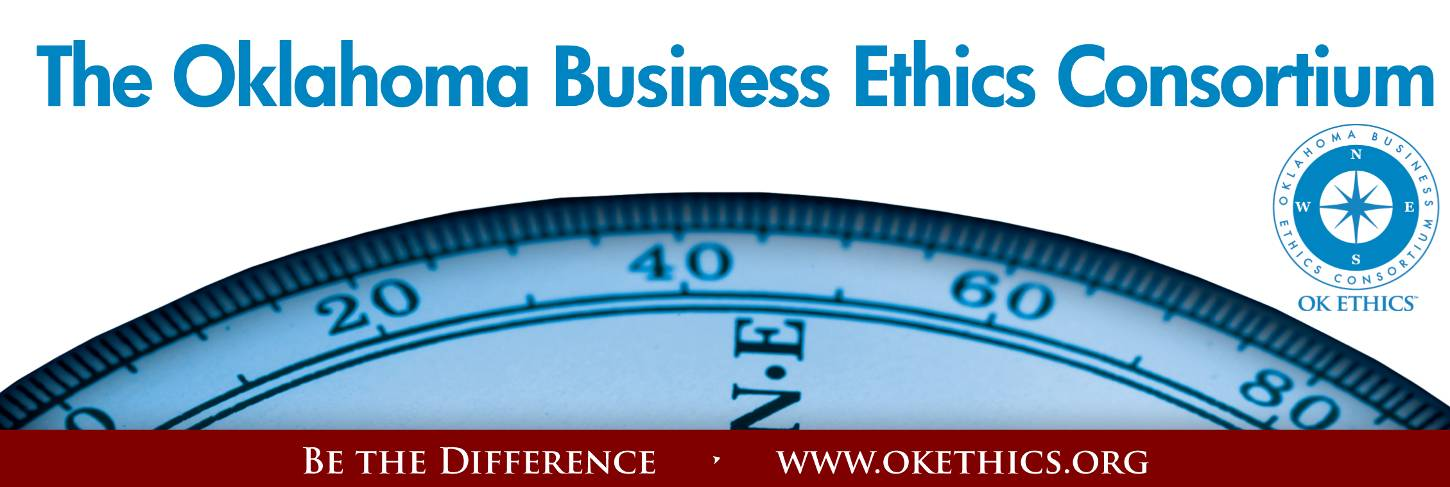 The Oklahoma Business Ethics Consortium
OKLAHOMA BUSINESS
ETHICS CONSORTIUM
N
W E
S
OK ETHICS™
0 20 40 60 80
N·E
BE THE DIFFERENCE
WWW.OKETHICS.ORG